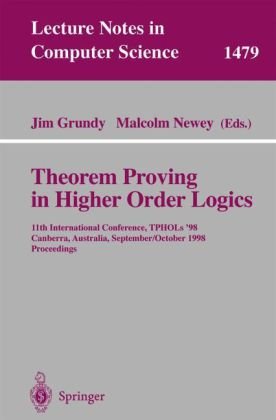 Lecture Notes in
Computer Science 1479
Jim Grundy Malcolm Newey (Eds.)
Theorem Proving
in Higher Order Logics
11th International Conference, TPHOLs '98
Canberra, Australia, September/October 1998
Proceedings
Springer